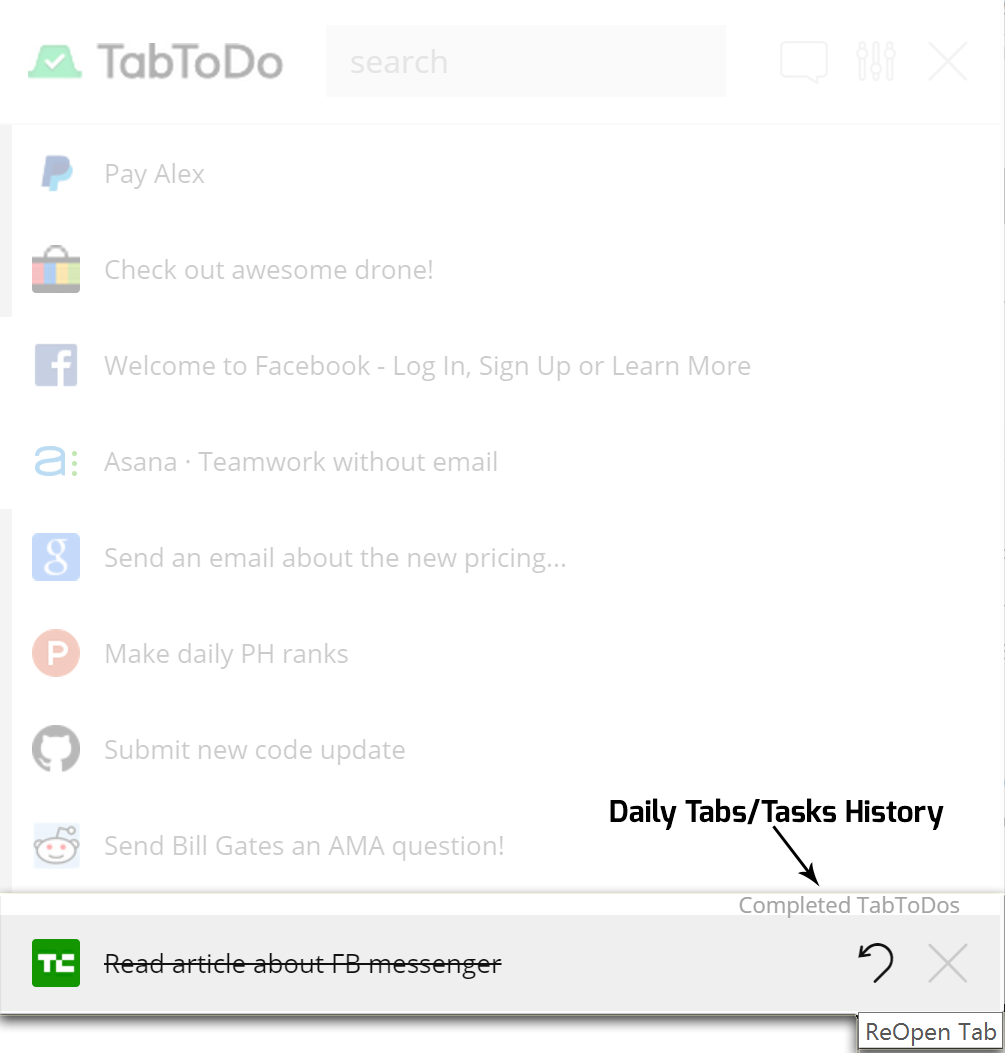 TabToDo
search
Pay Alex
Check out awesome drone!
Welcome to Facebook - Log In, Sign Up or Learn More
Asana · Teamwork without email
Send an email about the new pricing...
Make daily PH ranks
Submit new code update
Daily Tabs/Tasks History
Send Bill Gates an AMA question!
Completed TabToDos
Read article about FB messenger
ReOpen Tab